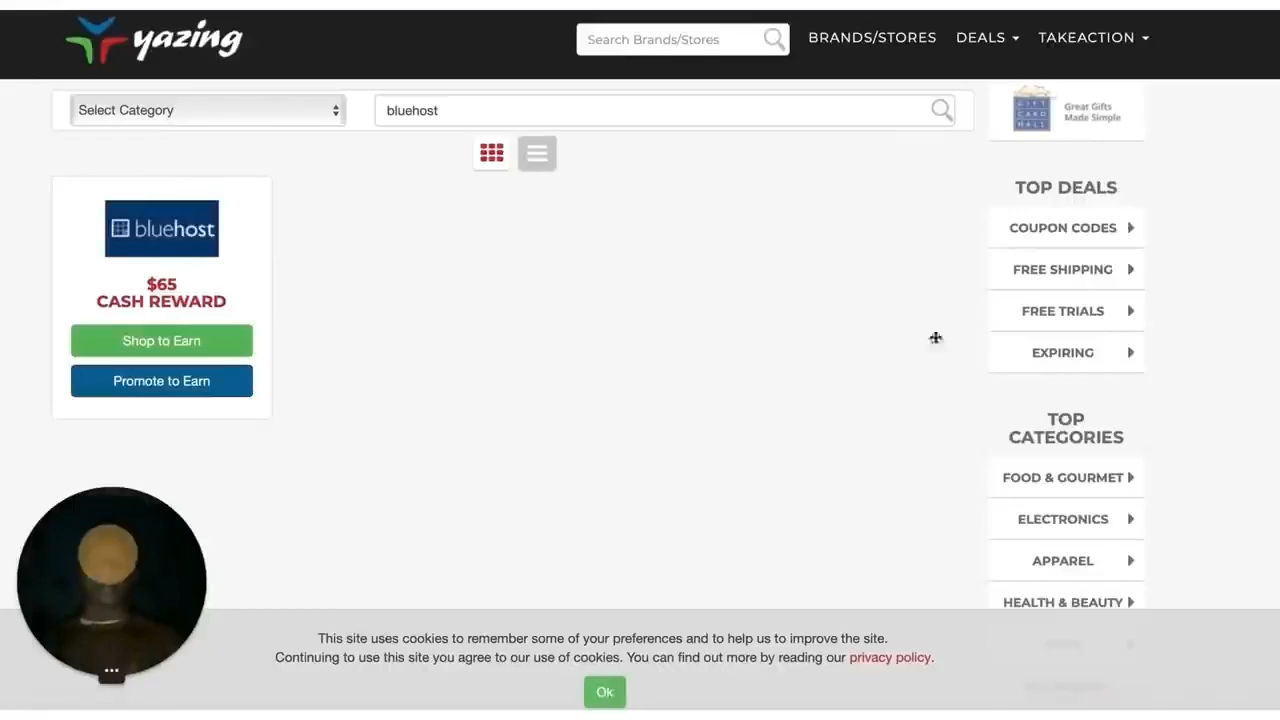 yazing
Search Brands/Stores
BRANDS/STORES
DEALS
TAKEACTION
Select Category
bluehost
Great Gifts
Made Simple
bluehost
$65
CASH REWARD
Shop to Earn
Promote to Earn
TOP DEALS
COUPON CODES
FREE SHIPPING
FREE TRIALS
EXPIRING
TOP
CATEGORIES
FOOD & GOURMET
ELECTRONICS
APPAREL
HEALTH & BEAUTY
This site uses cookies to remember some of your preferences and to help us to improve the site.
Continuing to use this site you agree to our use of cookies. You can find out more by reading our privacy policy.
Ok